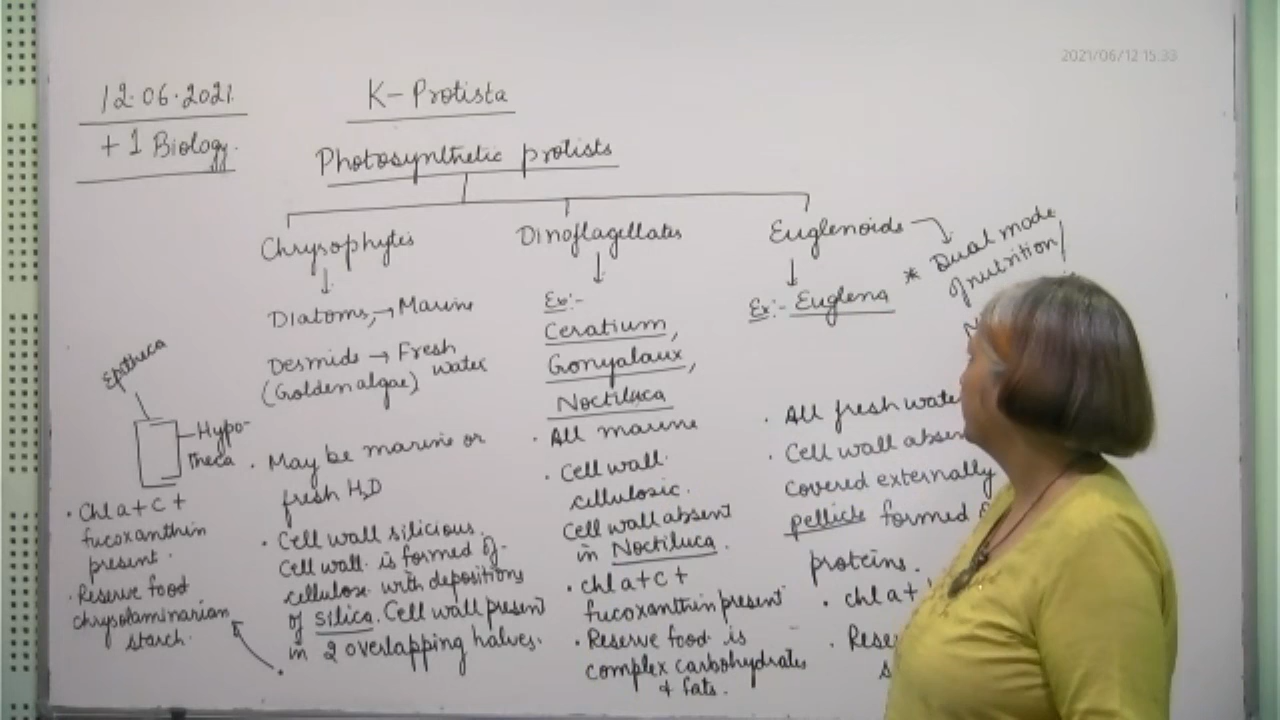 2021/06/12 15:33
12.06.2021.
+1 Biology.
K-Protista
Photosynthetic protists
Chrysophytes
Diatoms, → Marine
Desmids → Fresh
(Golden algae) water
Epitheca
Hypo-
theca
. May be marine or
fresh H2O
. Cell wall silicious.
Cell wall is formed of
cellulose with depositions
of silica. Cell wall present
in 2 overlapping halves.
. Chl a+c+
fucoxanthin
present.
. Reserve food
chrysolaminarian
starch.
Dinoflagellates
Ex:-
Ceratium,
Gonyalaux,
Noctiluca
. All marine
. Cell wall
cellulosic.
Cell wall absent
in Noctiluca.
. chl a+c+
fucoxanthin present
. Reserve food is
complex carbohydrates
+ fats.
Euglenoids
Ex:- Euglena
* Dual mode
of nutrition/
. All fresh
. Cell wall
covered externally
pellicle formed
proteins.
. chl a+
.